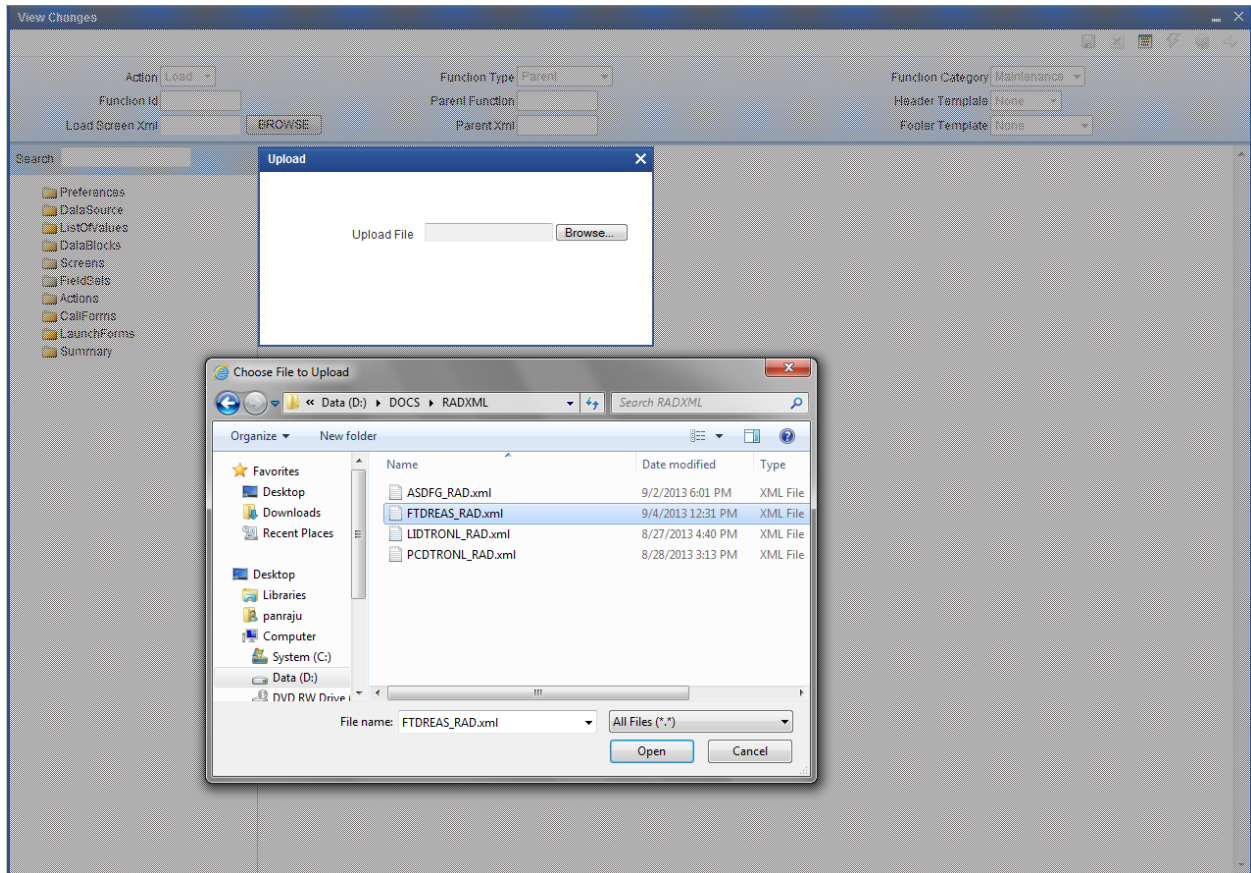 View Changes
Action Load Function Type Parent Function Category Maintenance
Function Id Parent Function Header Template None
Load Screen Xml BROWSE Parent Xml Footer Template None
Search
Preferences
DataSource
ListOfValues
DataBlocks
Screens
FieldSets
Actions
CallForms
LaunchForms
Summary
Upload
Upload File Browse...
Choose File to Upload
« Data (D:) DOCS RADXML Search RADXML
Organize New folder
Favorites
Desktop
Downloads
Recent Places
Desktop
Libraries
panraju
Computer
System (C:)
Data (D:)
DVD RW Drive
Name Date modified Type
ASDFG_RAD.xml 9/2/2013 6:01 PM XML File
FTDREAS_RAD.xml 9/4/2013 12:31 PM XML File
LIDTRONL_RAD.xml 8/27/2013 4:40 PM XML File
PCDTRONL_RAD.xml 8/28/2013 3:13 PM XML File
File name: FTDREAS_RAD.xml All Files (*.*)
Open Cancel